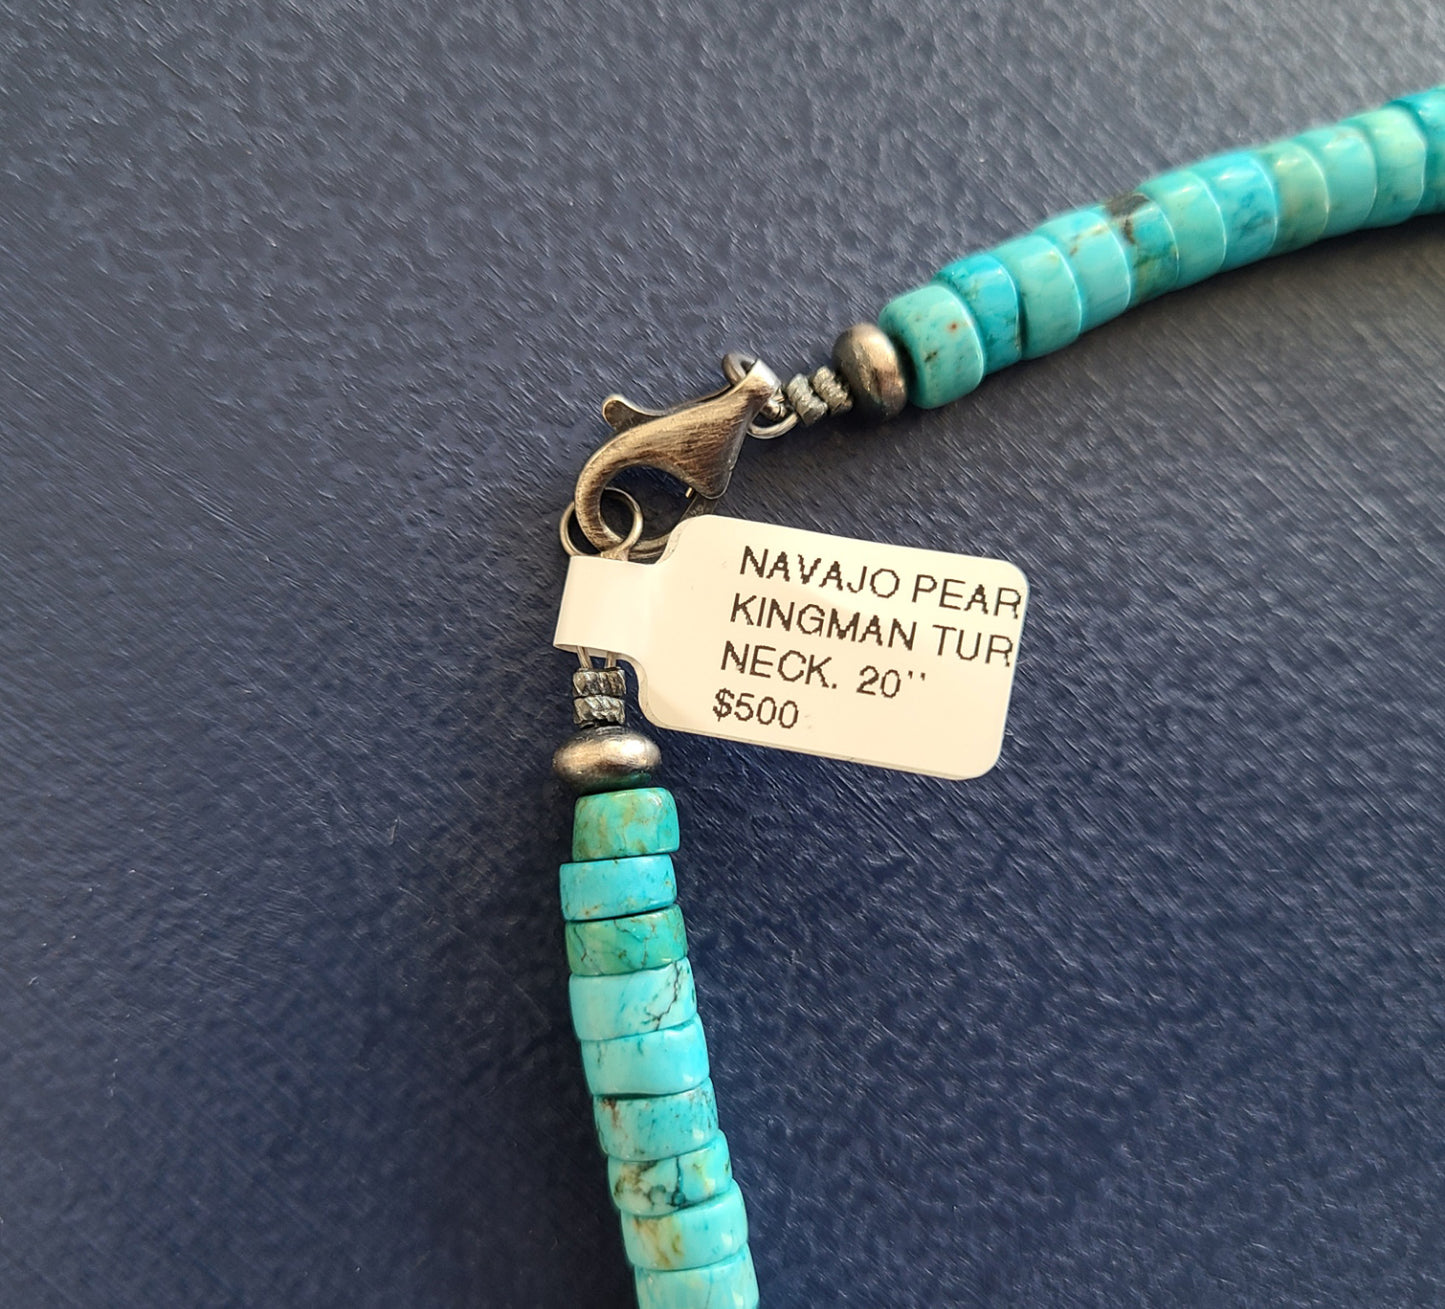 NAVAJO PEAR
KINGMAN TUR
NECK. 20''
$500